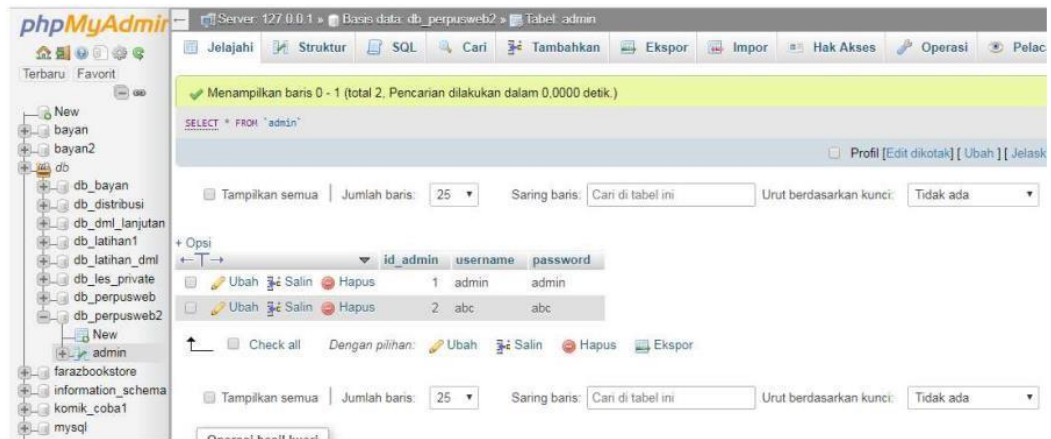 phpMyAdmin
Terbaru Favorit
New
bayan
bayan2
db
db_bayan
db_distribusi
db_dml_lanjutan
db_latihan1
db_latihan_dml
db_les_private
db_perpusweb
db_perpusweb2
New
admin
farazbookstore
information_schema
komik_coba1
mysql
Server: 127.0.0.1 » Basis data: db_perpusweb2 » Tabel: admin
Jelajahi Struktur SQL Cari Tambahkan Ekspor Impor Hak Akses Operasi Pelac
Menampilkan baris 0 - 1 (total 2, Pencarian dilakukan dalam 0,0000 detik.)
SELECT * FROM `admin`
Profil [Edit dikotak] [ Ubah ] [ Jelask
Tampilkan semua | Jumlah baris: 25 Saring baris: Cari di tabel ini Urut berdasarkan kunci: Tidak ada
+ Opsi
←T→ id_admin username password
Ubah Salin Hapus 1 admin admin
Ubah Salin Hapus 2 abc abc
Check all Dengan pilihan: Ubah Salin Hapus Ekspor
Tampilkan semua | Jumlah baris: 25 Saring baris: Cari di tabel ini Urut berdasarkan kunci: Tidak ada
Operasi hasil kueri